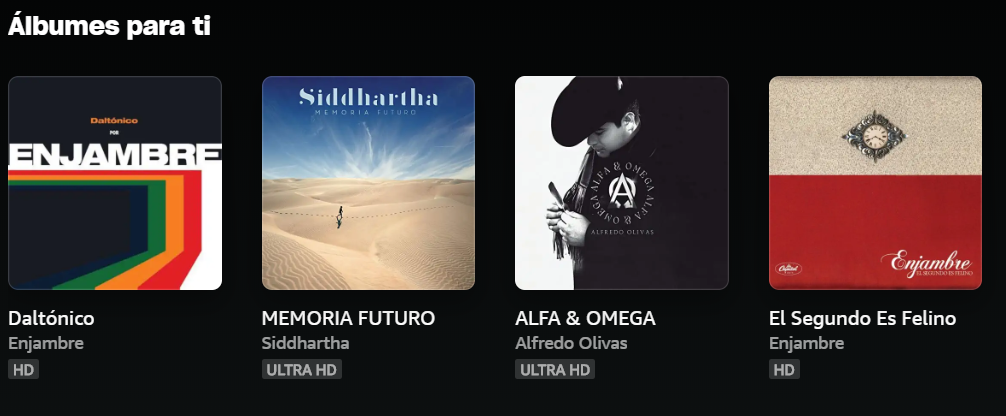 Álbumes para ti
Daltónico
POR
ENJAMBRE
Siddhartha
MEMORIA FUTURO
ALFA & OMEGA ALFA & OMEGA
ALFREDO OLIVAS
Capitol
Enjambre
EL SEGUNDO ES FELINO
Daltónico
Enjambre
HD
MEMORIA FUTURO
Siddhartha
ULTRA HD
ALFA & OMEGA
Alfredo Olivas
ULTRA HD
El Segundo Es Felino
Enjambre
HD